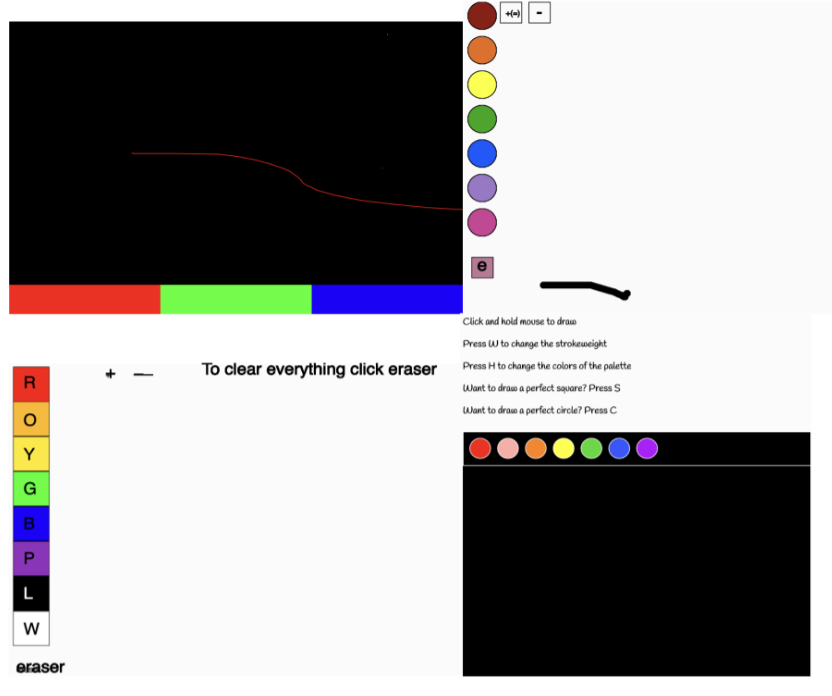 +(=) -
e
Click and hold mouse to draw
Press W to change the strokeweight
Press H to change the colors of the palette
Want to draw a perfect square? Press S
Want to draw a perfect circle? Press C
+ — To clear everything click eraser
R
O
Y
G
B
P
L
W
eraser